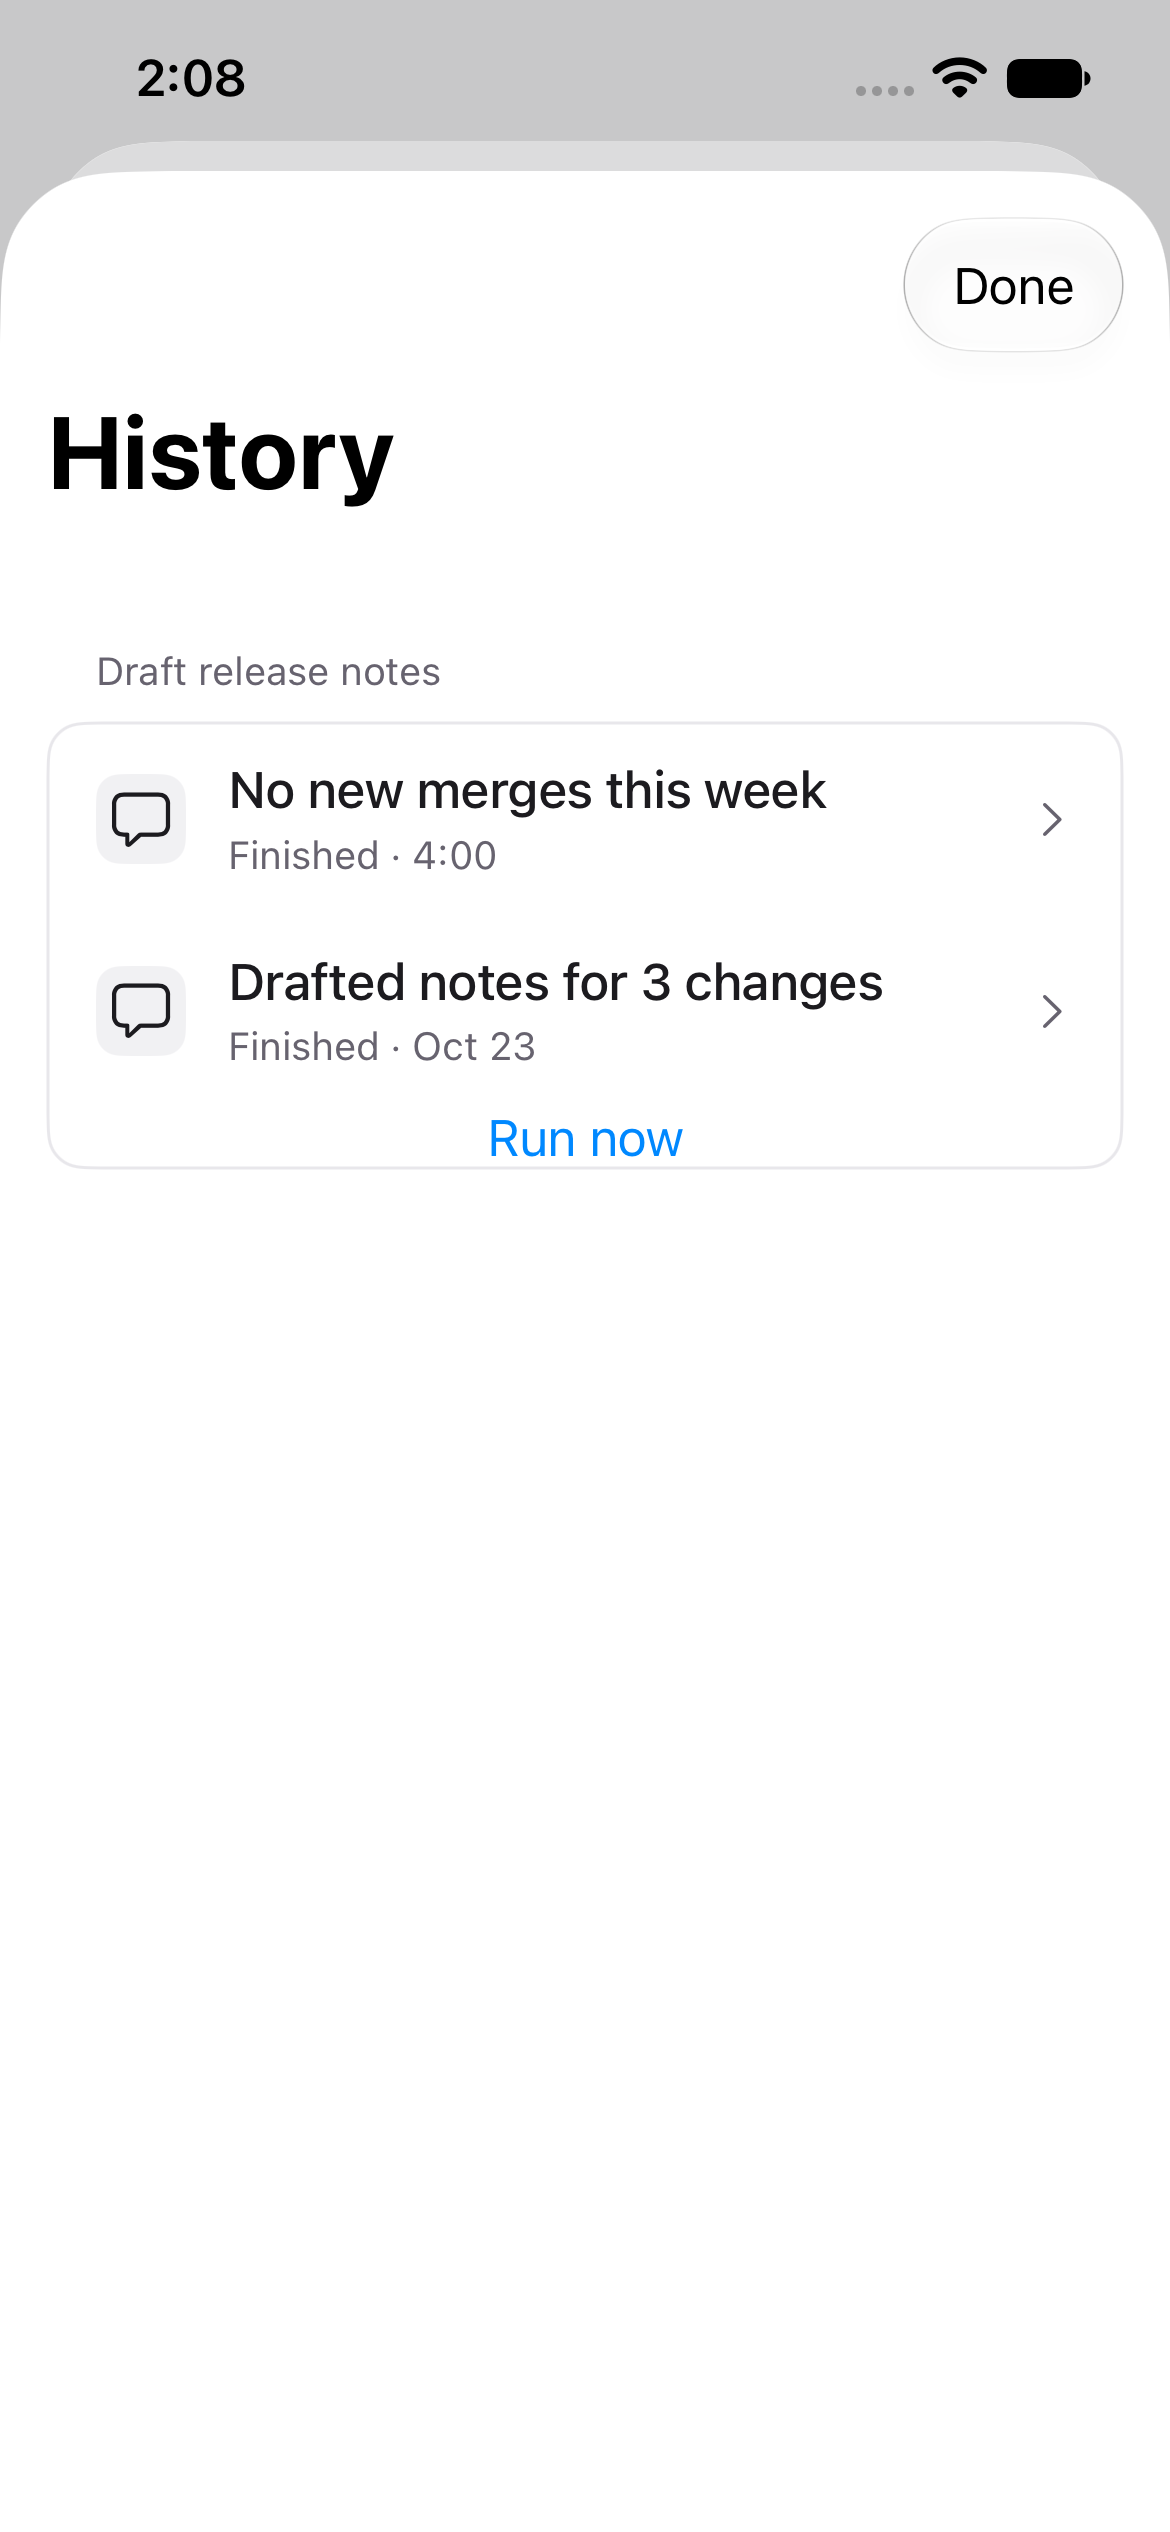 2:08
Done
History
Draft release notes
No new merges this week
Finished · 4:00
Drafted notes for 3 changes
Finished · Oct 23
Run now